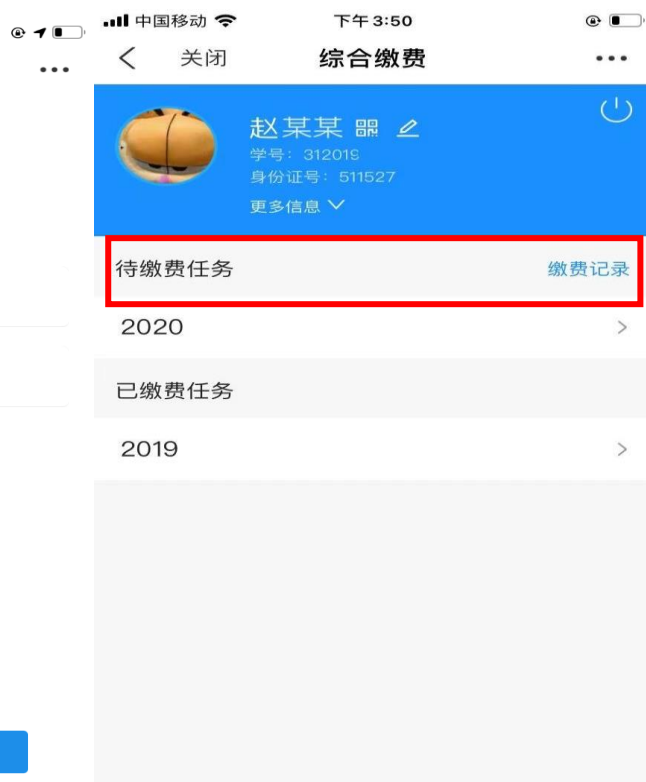 中国移动 下午3:50
关闭 综合缴费
赵某某
学号：312019
身份证号：511527
更多信息
待缴费任务 缴费记录
2020
已缴费任务
2019